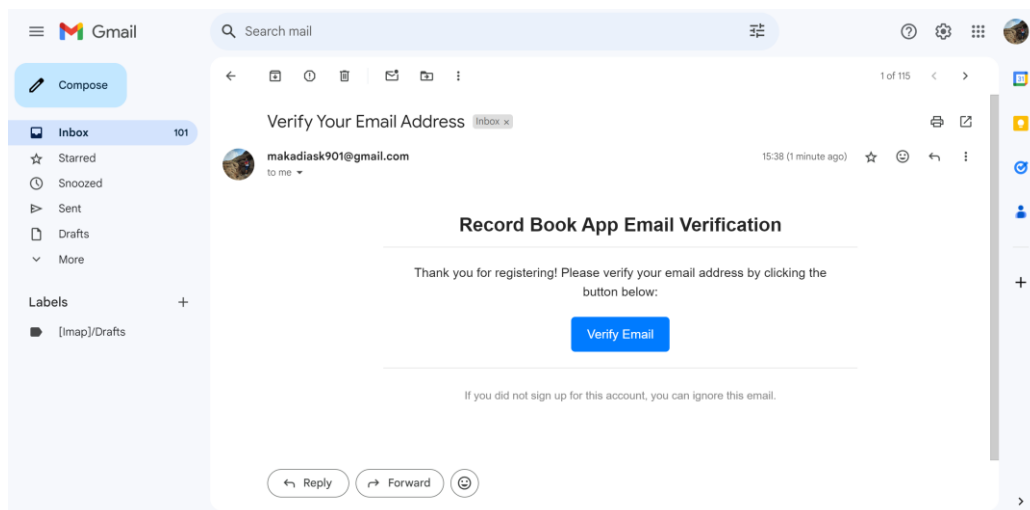 Gmail
Search mail
Compose
1 of 115
Inbox 101
Starred
Snoozed
Sent
Drafts
More
Labels
[Imap]/Drafts
Verify Your Email Address Inbox x
makadiask901@gmail.com 15:38 (1 minute ago)
to me
Record Book App Email Verification
Thank you for registering! Please verify your email address by clicking the
button below:
Verify Email
If you did not sign up for this account, you can ignore this email.
Reply Forward
31